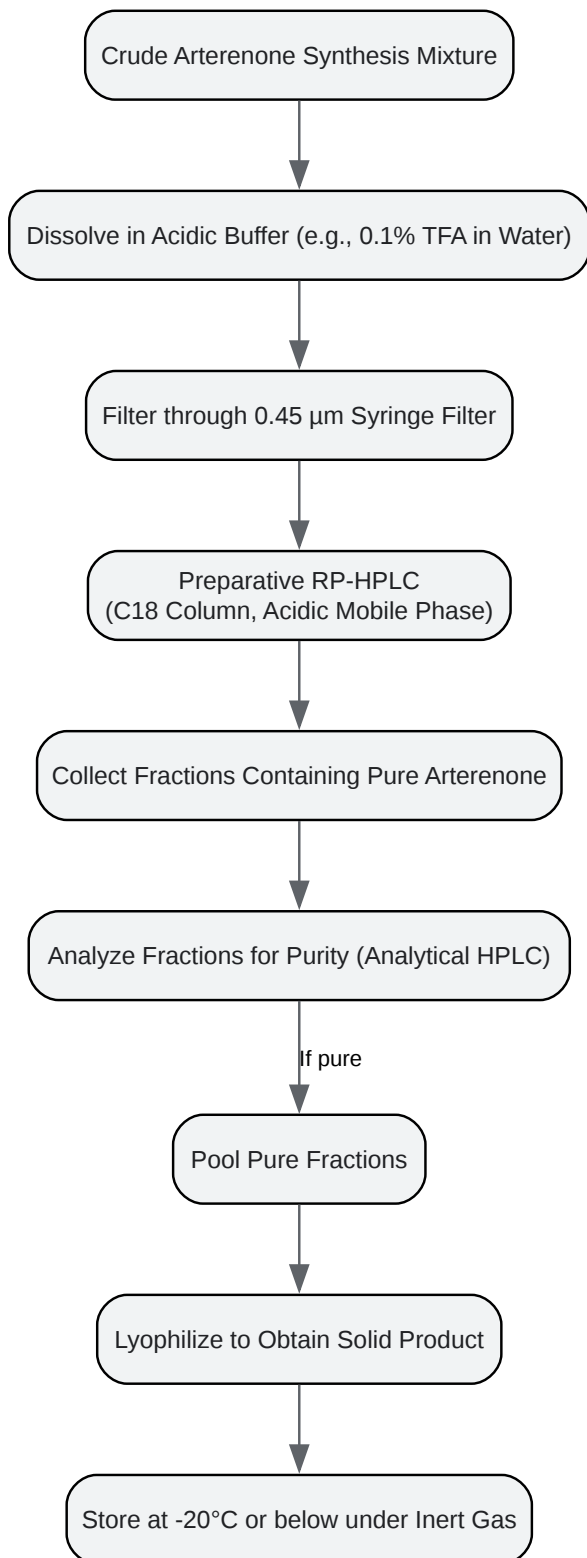 Crude Arterenone Synthesis Mixture
Dissolve in Acidic Buffer (e.g., 0.1% TFA in Water)
Filter through 0.45 µm Syringe Filter
Preparative RP-HPLC
(C18 Column, Acidic Mobile Phase)
Collect Fractions Containing Pure Arterenone
Analyze Fractions for Purity (Analytical HPLC)
If pure
Pool Pure Fractions
Lyophilize to Obtain Solid Product
Store at -20°C or below under Inert Gas